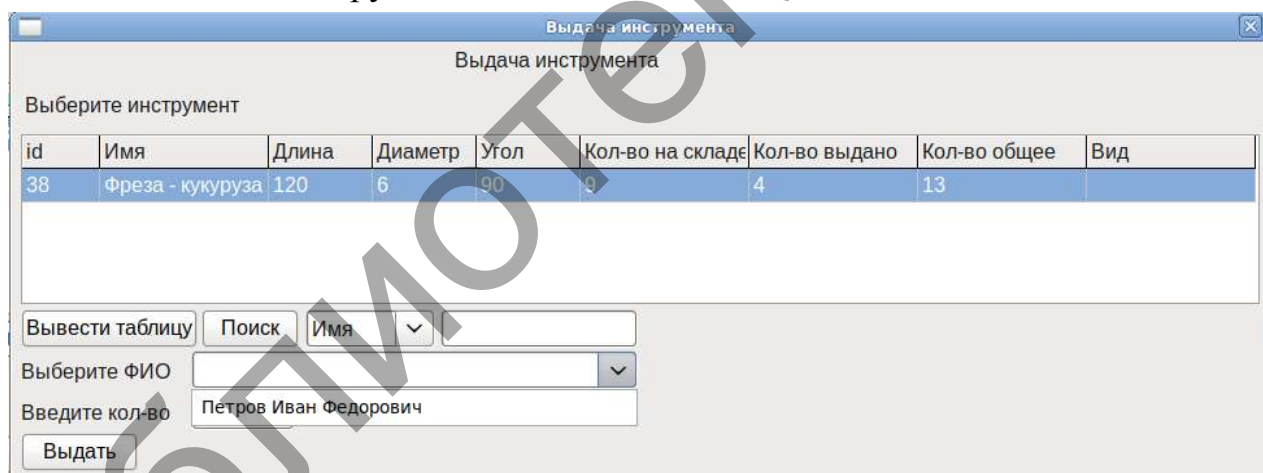 Выдача инструмента
Выдача инструмента
Выберите инструмент
id Имя Длина Диаметр Угол Кол-во на складе Кол-во выдано Кол-во общее Вид
38 Фреза - кукуруза 120 6 90 9 4 13
Вывести таблицу Поиск Имя
Выберите ФИО
Введите кол-во Петров Иван Федорович
Выдать